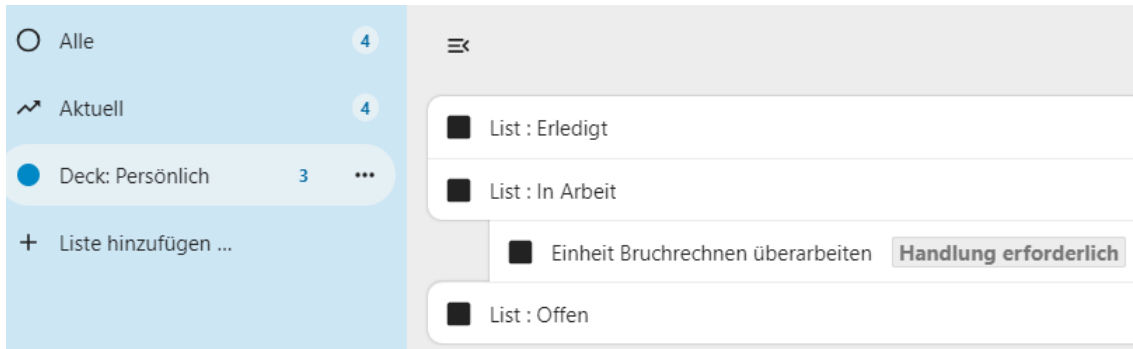 Alle 4
Aktuell 4
Deck: Persönlich 3
Liste hinzufügen ...
List : Erledigt
List : In Arbeit
Einheit Bruchrechnen überarbeiten Handlung erforderlich
List : Offen